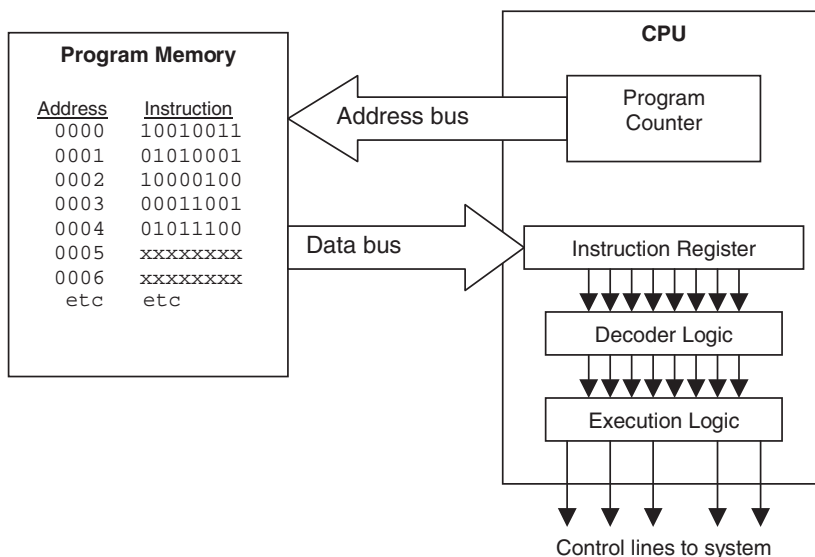 Program Memory
Address Instruction
0000 10010011
0001 01010001
0002 10000100
0003 00011001
0004 01011100
0005 xxxxxxxx
0006 xxxxxxxx
etc etc
Address bus
Data bus
CPU
Program
Counter
Instruction Register
Decoder Logic
Execution Logic
Control lines to system